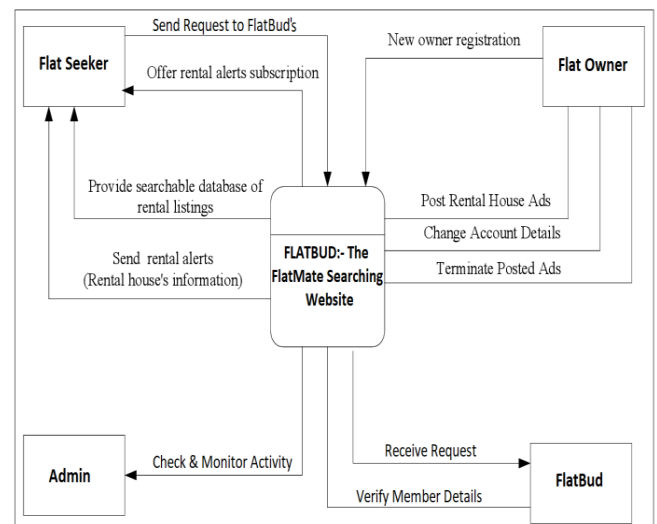 Send Request to FlatBud's
New owner registration
Flat Seeker
Flat Owner
Offer rental alerts subscription
Provide searchable database of
rental listings
Post Rental House Ads
Change Account Details
FLATBUD:- The
FlatMate Searching
Website
Send rental alerts
(Rental house's information)
Terminate Posted Ads
Receive Request
Check & Monitor Activity
Admin
FlatBud
Verify Member Details